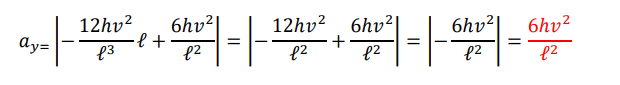 a_y= |−12hv²/ℓ³ ℓ + 6hv²/ℓ²| = |−12hv²/ℓ² + 6hv²/ℓ²| = |−6hv²/ℓ²| = 6hv²/ℓ²